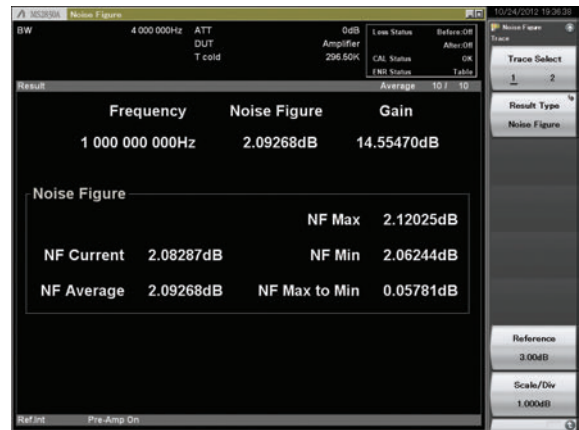 MS2830A Noise Figure
10/24/2012 19:36:38
BW 4 000 000Hz ATT 0dB
DUT Amplifier
T cold 296.50K
Loss Status Before:Off
After:Off
CAL Status OK
ENR Status Table
Result Average 10 / 10
Frequency Noise Figure Gain
1 000 000 000Hz 2.09268dB 14.55470dB
Noise Figure
NF Max 2.12025dB
NF Current 2.08287dB NF Min 2.06244dB
NF Average 2.09268dB NF Max to Min 0.05781dB
Ref.Int Pre-Amp On
Noise Figure
Trace
Trace Select
1 2
Result Type
Noise Figure
Reference
3.00dB
Scale/Div
1.000dB